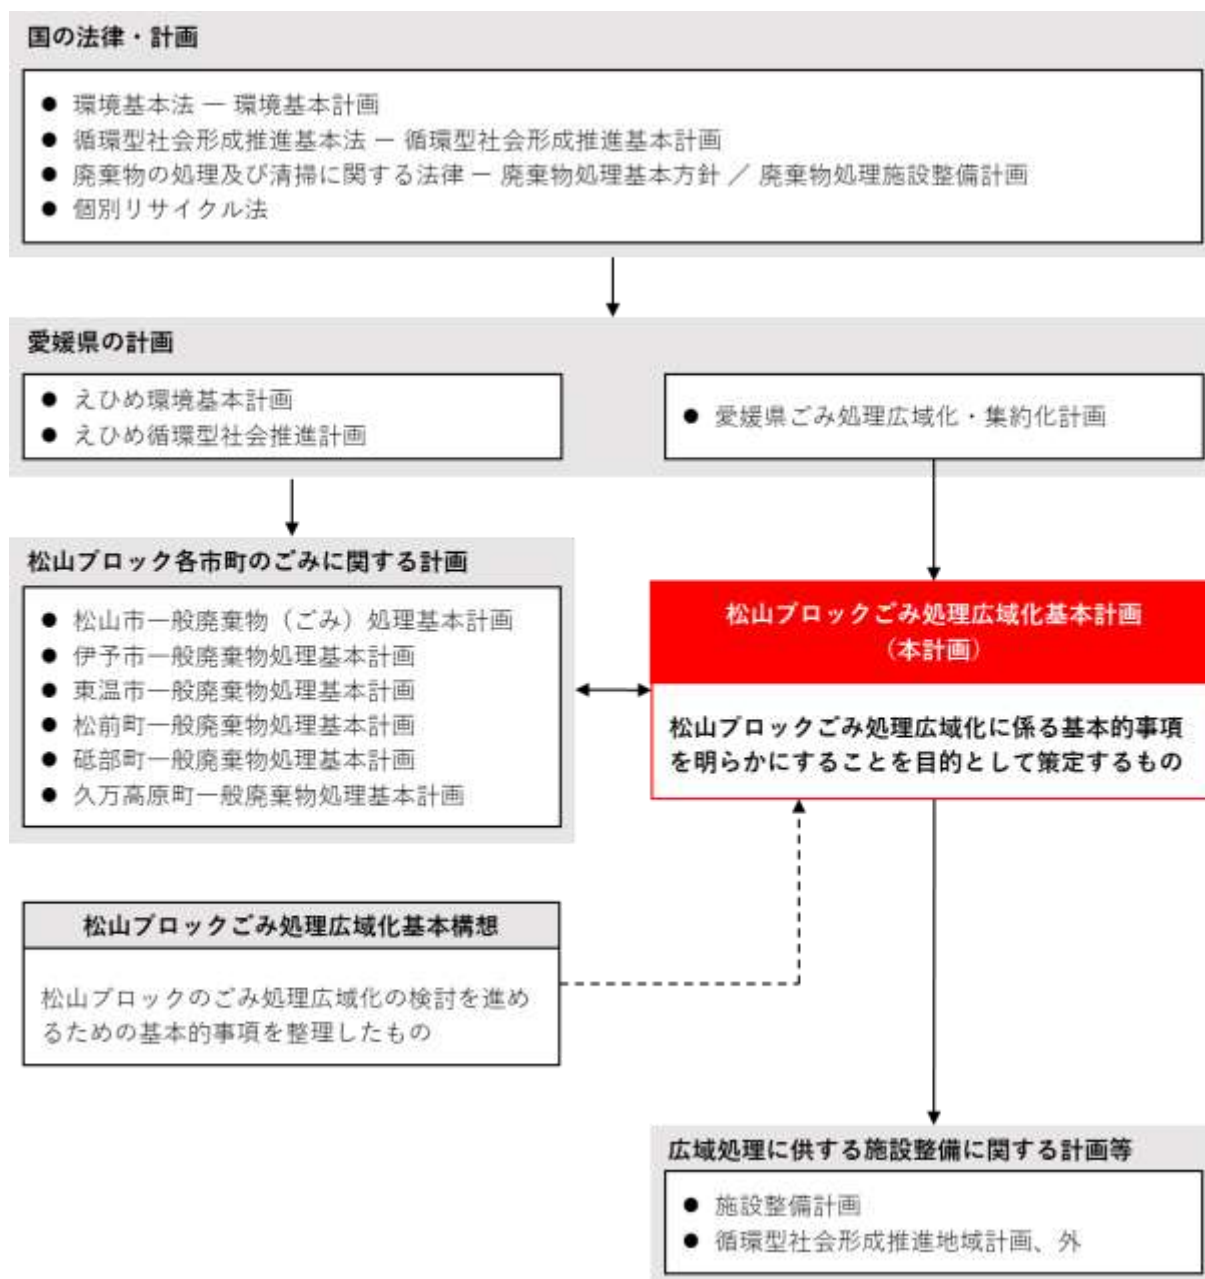 国の法律・計画
● 環境基本法 ー 環境基本計画
● 循環型社会形成推進基本法 ー 循環型社会形成推進基本計画
● 廃棄物の処理及び清掃に関する法律 ー 廃棄物処理基本方針 ／ 廃棄物処理施設整備計画
● 個別リサイクル法
愛媛県の計画
● えひめ環境基本計画
● えひめ循環型社会推進計画
● 愛媛県ごみ処理広域化・集約化計画
松山ブロック各市町のごみに関する計画
● 松山市一般廃棄物（ごみ）処理基本計画
● 伊予市一般廃棄物処理基本計画
● 東温市一般廃棄物処理基本計画
● 松前町一般廃棄物処理基本計画
● 砥部町一般廃棄物処理基本計画
● 久万高原町一般廃棄物処理基本計画
松山ブロックごみ処理広域化基本計画
（本計画）
松山ブロックごみ処理広域化に係る基本的事項
を明らかにすることを目的として策定するもの
松山ブロックごみ処理広域化基本構想
松山ブロックのごみ処理広域化の検討を進め
るための基本的事項を整理したもの
広域処理に供する施設整備に関する計画等
● 施設整備計画
● 循環型社会形成推進地域計画、外